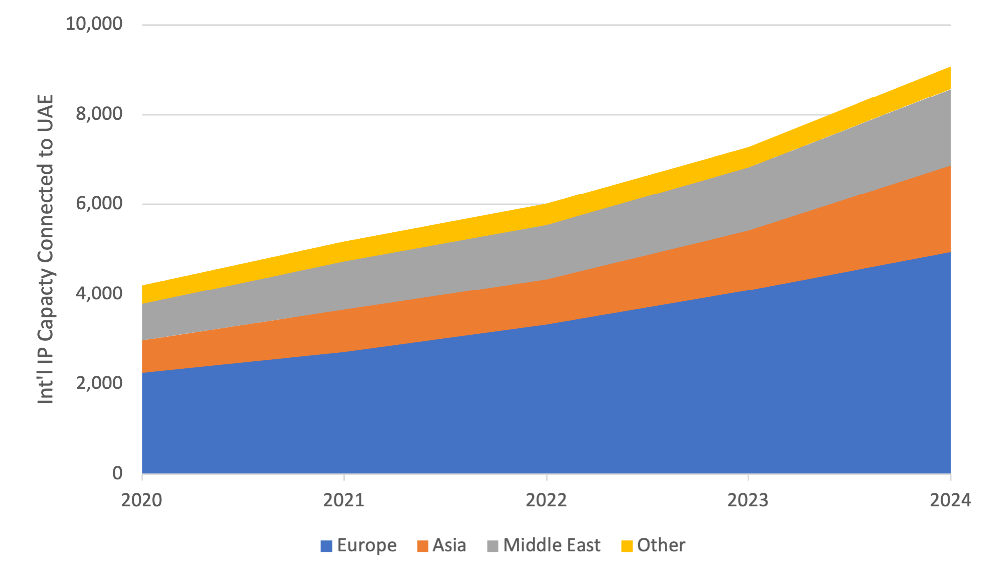 Int'l IP Capacty Connected to UAE
10,000
8,000
6,000
4,000
2,000
0
2020 2021 2022 2023 2024
Europe Asia Middle East Other